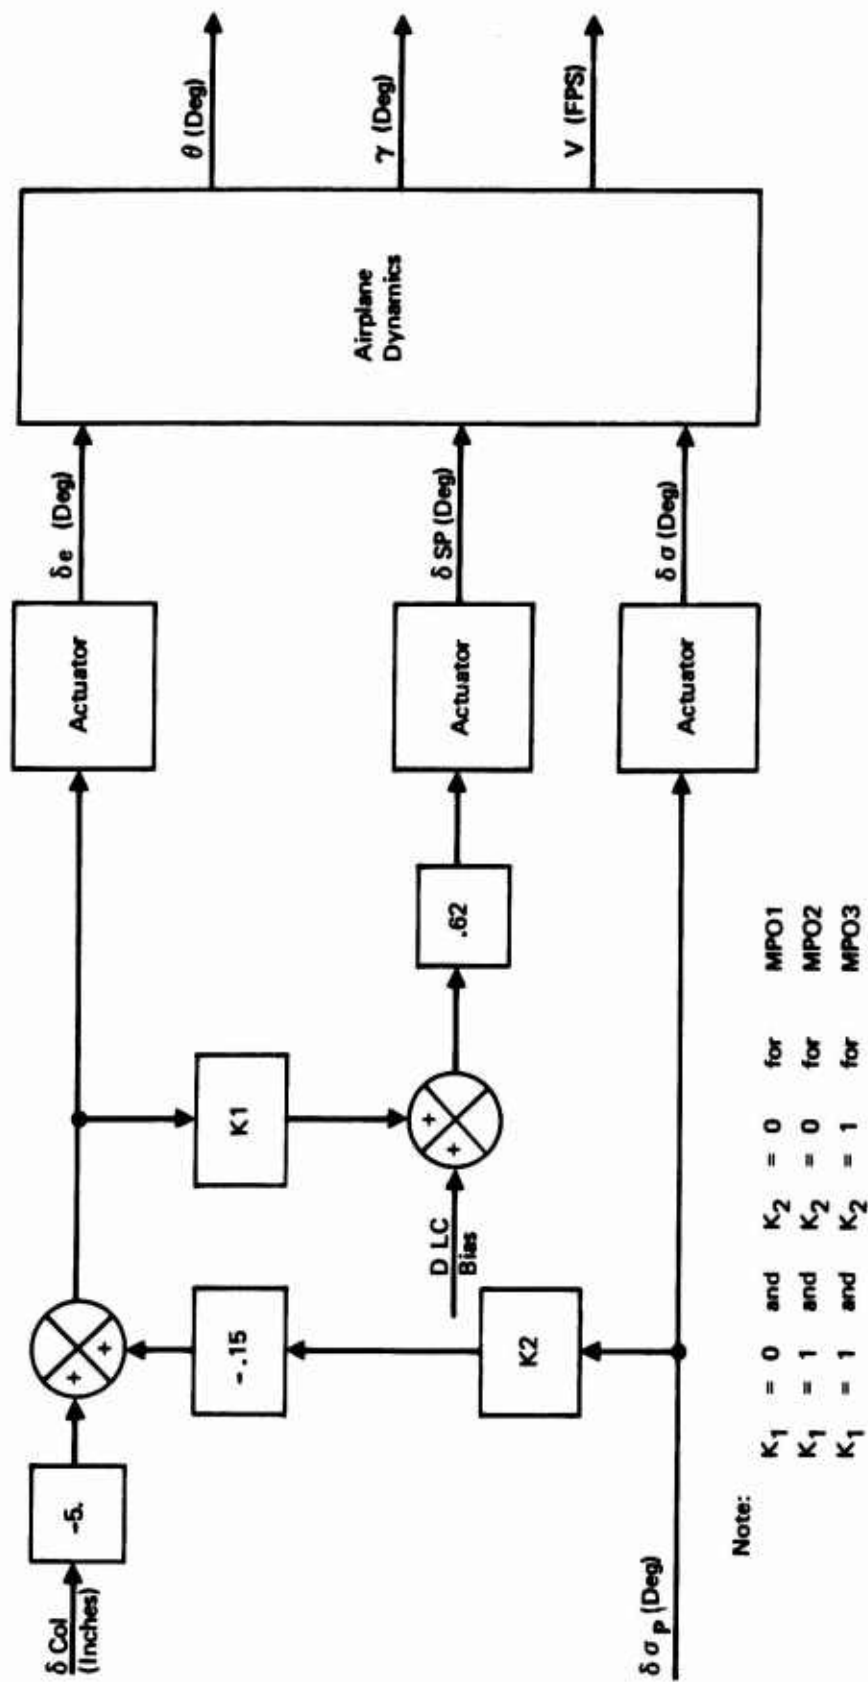 δ Col
(Inches)
-5.
+
+
δ e (Deg)
Actuator
θ (Deg)
-.15
K1
K2
D LC
Bias
+
+
.62
Actuator
δ SP (Deg)
Airplane
Dynamics
γ (Deg)
δ σP (Deg)
Actuator
δ σ (Deg)
V (FPS)
Note:
K1 = 0 and K2 = 0 for MPO1
K1 = 1 and K2 = 0 for MPO2
K1 = 1 and K2 = 1 for MPO3